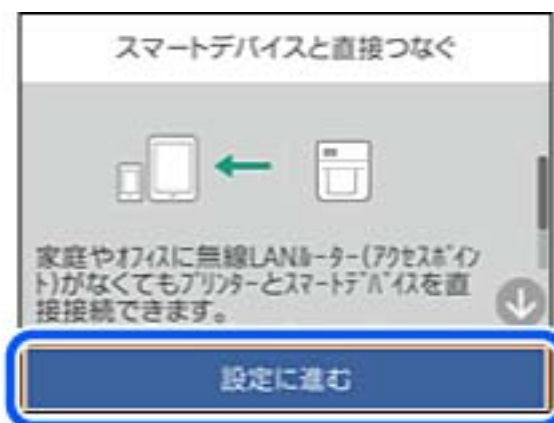 スマートデバイスと直接つなぐ
家庭やｵﾌｨｽに無線LANﾙｰﾀｰ(ｱｸｾｽﾎﾟｲﾝ
ﾄ)がなくてもﾌﾟﾘﾝﾀｰとｽﾏｰﾄﾃﾞﾊﾞｲｽを直
接接続できます。
設定に進む